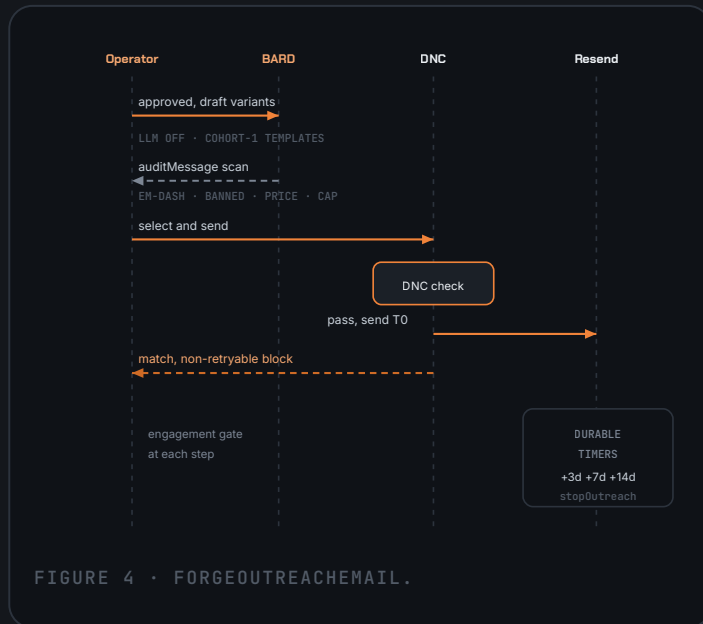 Operator BARD DNC Resend
approved, draft variants
LLM OFF · COHORT-1 TEMPLATES
auditMessage scan
EM-DASH · BANNED · PRICE · CAP
select and send
DNC check
pass, send T0
match, non-retryable block
engagement gate
at each step
DURABLE
TIMERS
+3d +7d +14d
stopOutreach
FIGURE 4 · FORGEOUTREACHEMAIL.